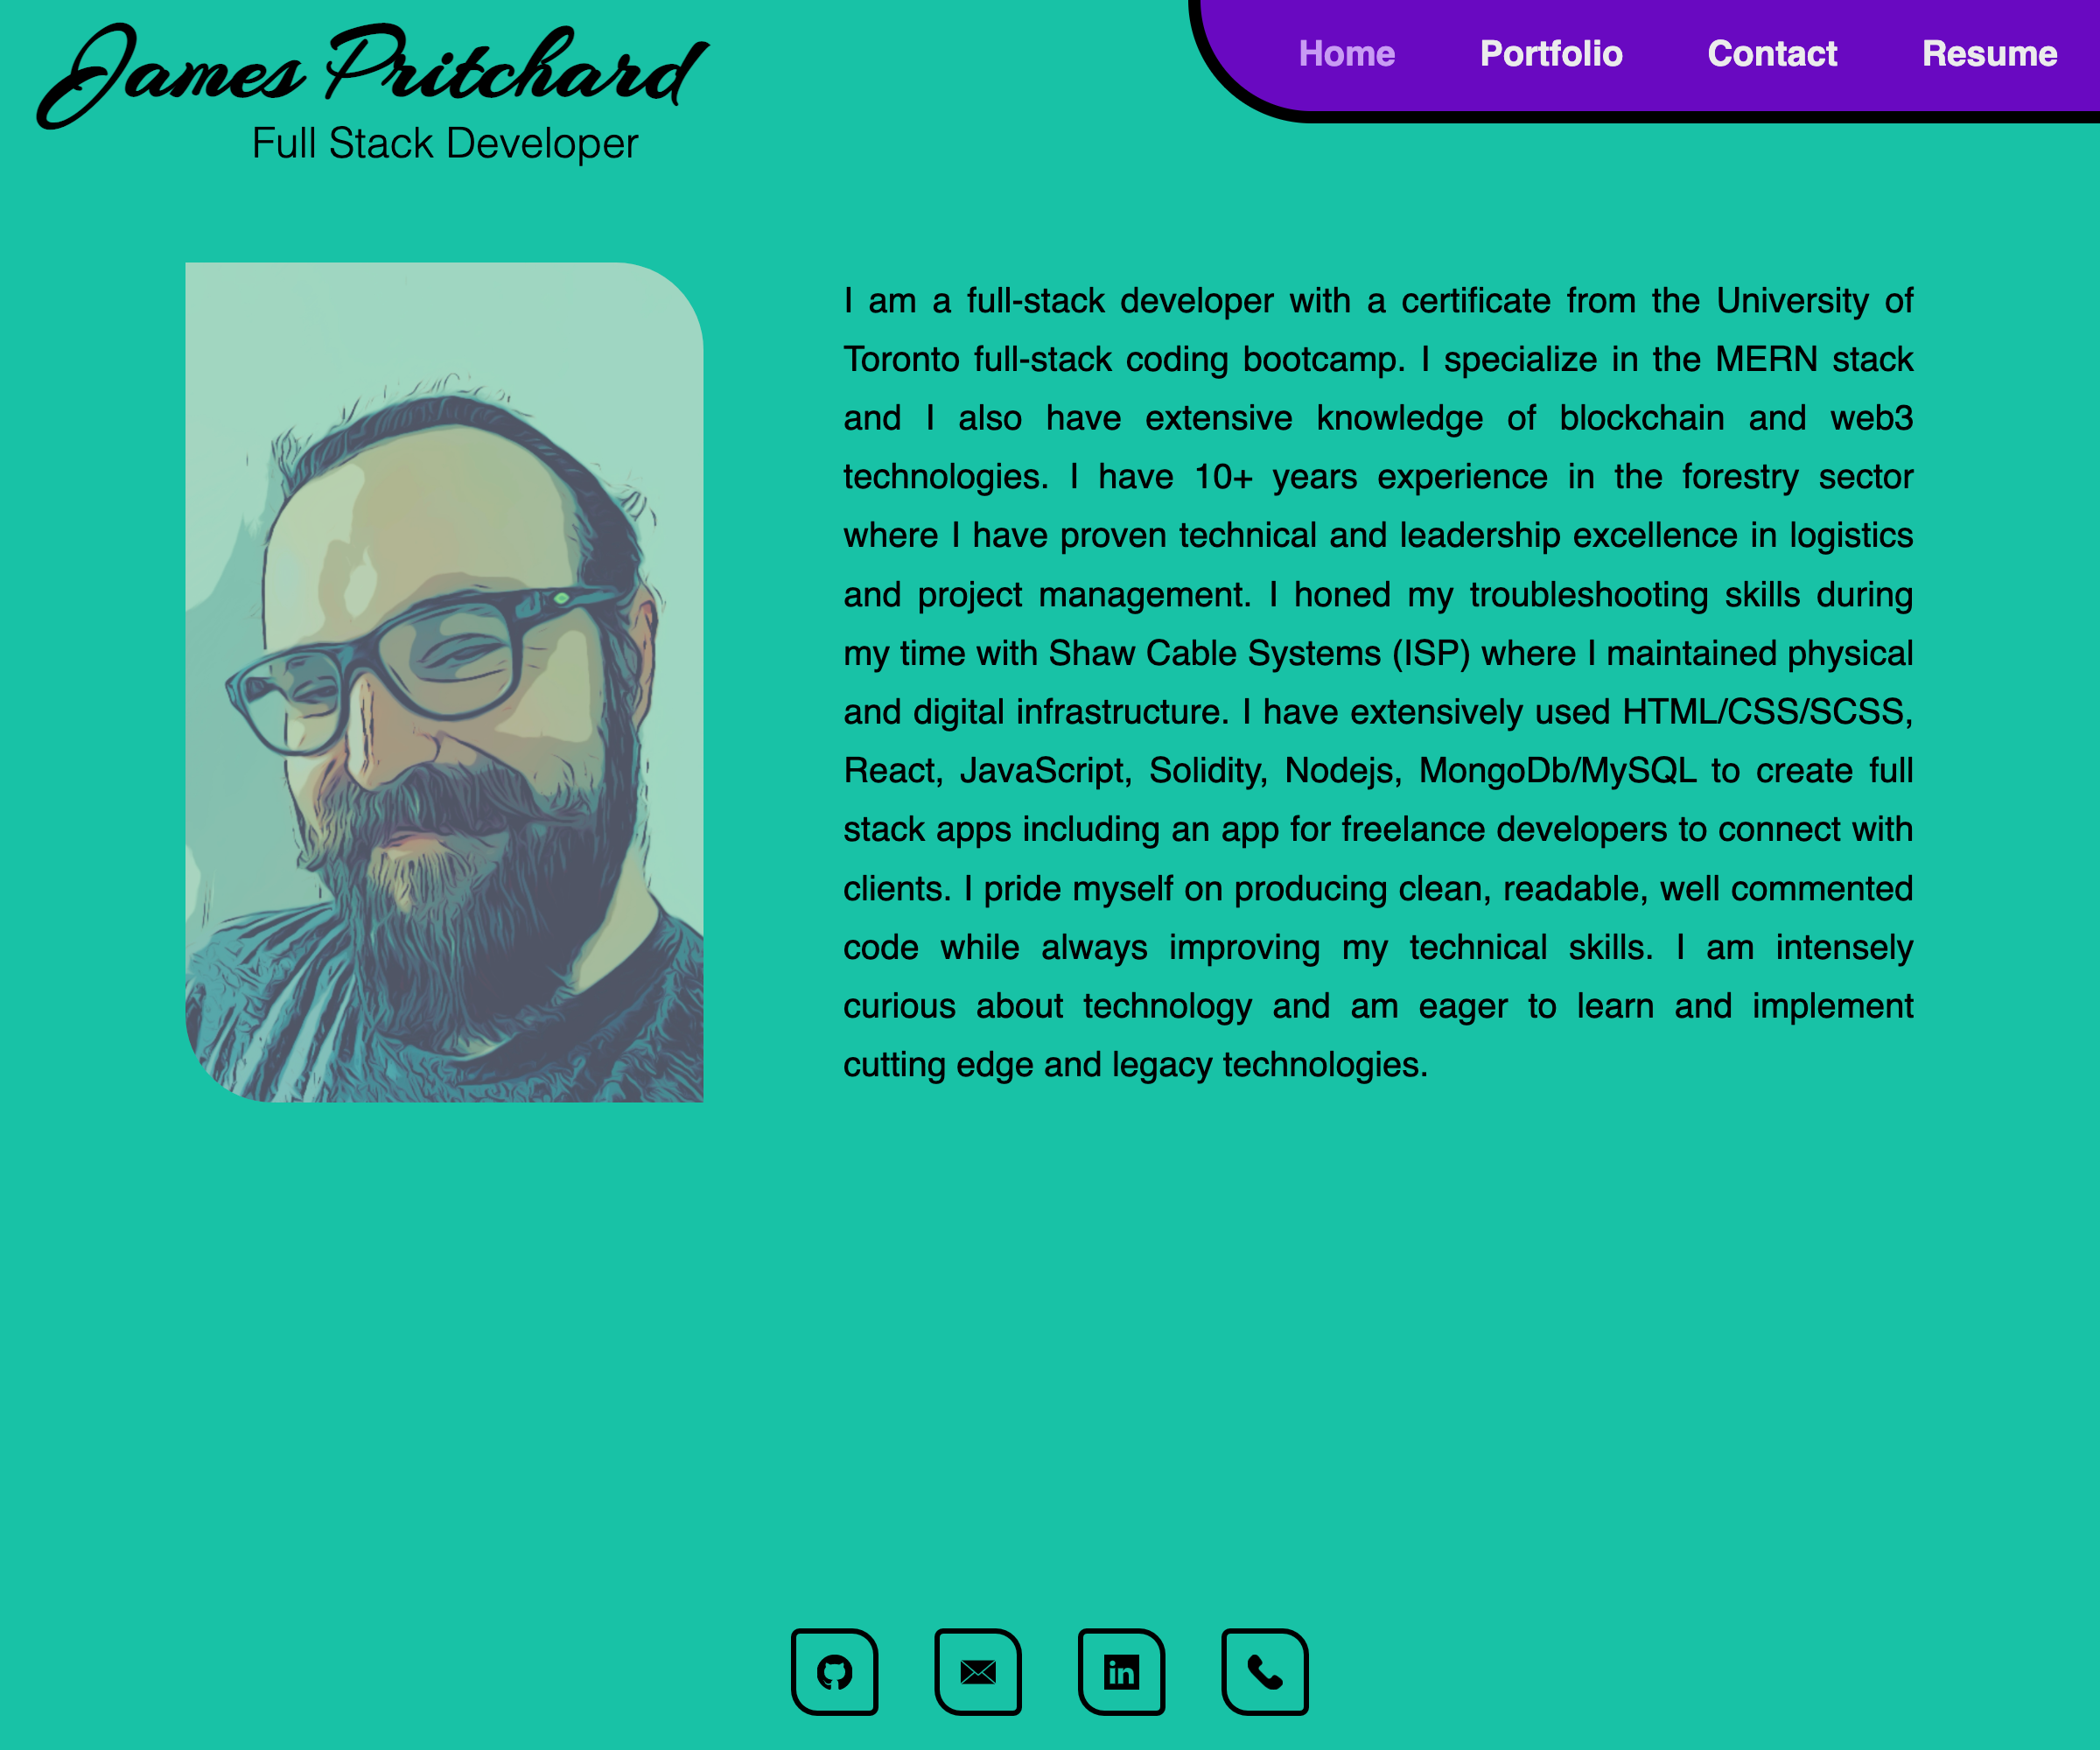 James Pritchard
Full Stack Developer
Home Portfolio Contact Resume
I am a full-stack developer with a certificate from the University of
Toronto full-stack coding bootcamp. I specialize in the MERN stack
and I also have extensive knowledge of blockchain and web3
technologies. I have 10+ years experience in the forestry sector
where I have proven technical and leadership excellence in logistics
and project management. I honed my troubleshooting skills during
my time with Shaw Cable Systems (ISP) where I maintained physical
and digital infrastructure. I have extensively used HTML/CSS/SCSS,
React, JavaScript, Solidity, Nodejs, MongoDb/MySQL to create full
stack apps including an app for freelance developers to connect with
clients. I pride myself on producing clean, readable, well commented
code while always improving my technical skills. I am intensely
curious about technology and am eager to learn and implement
cutting edge and legacy technologies.
in